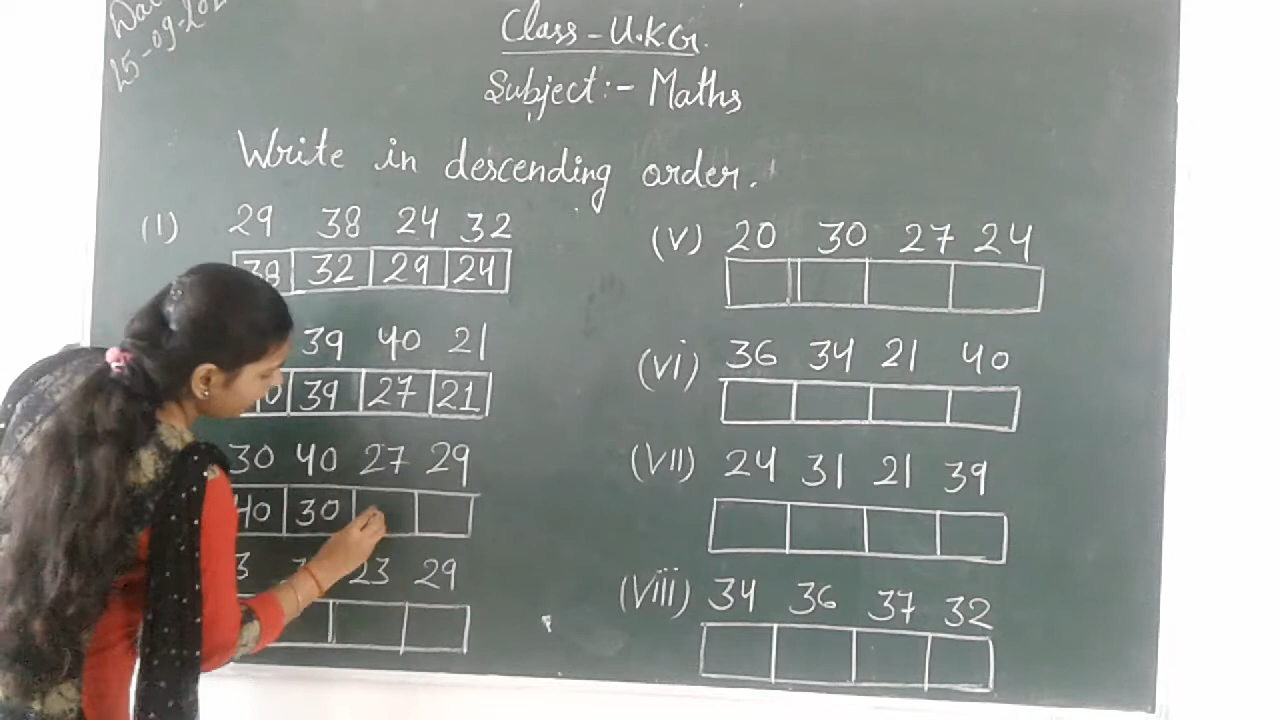 25-09-202
Class - U.K.G.
Subject :- Maths
Write in descending order.
(I) 29 38 24 32
38 32 29 24
39 40 21
39 27 21
30 40 27 29
40 30
23 29
(V) 20 30 27 24
(vi) 36 34 21 40
(VII) 24 31 21 39
(Viii) 34 36 37 32